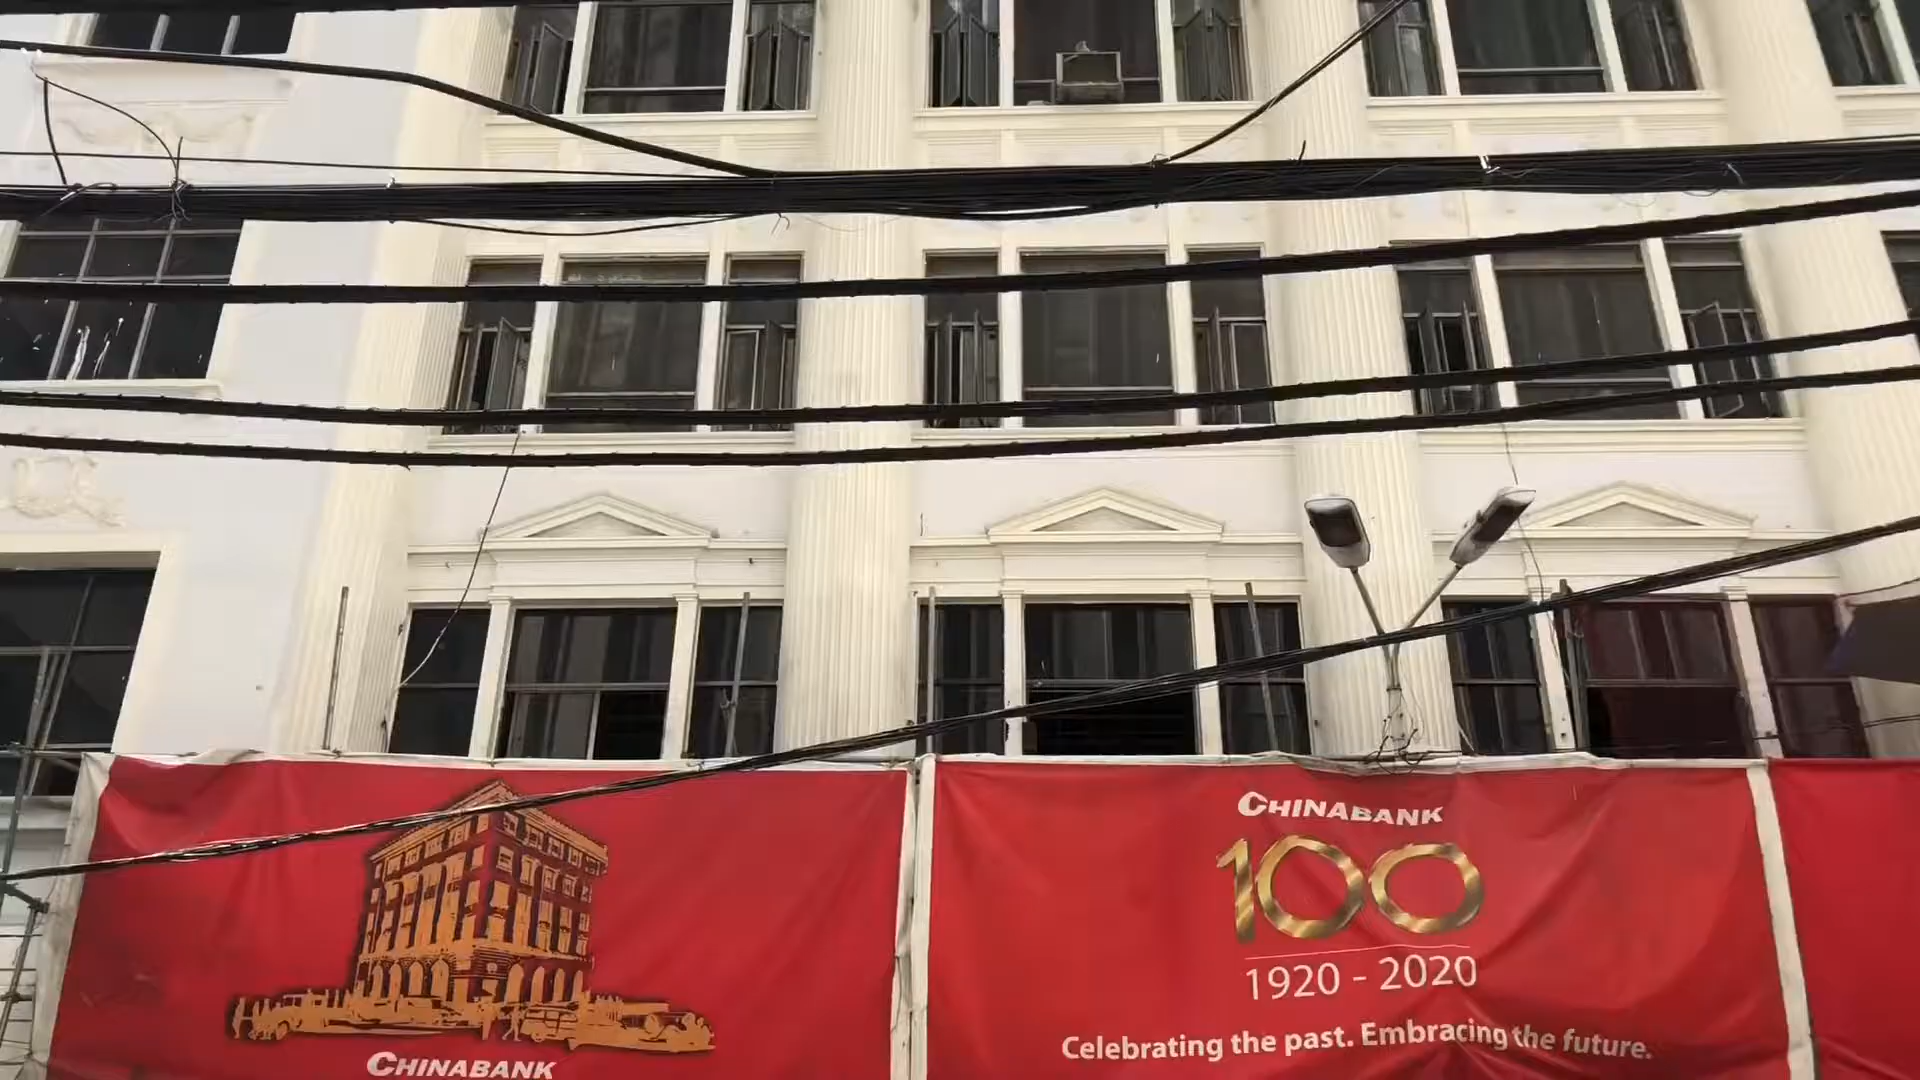 CHINABANK
CHINABANK
100
1920 - 2020
Celebrating the past. Embracing the future.